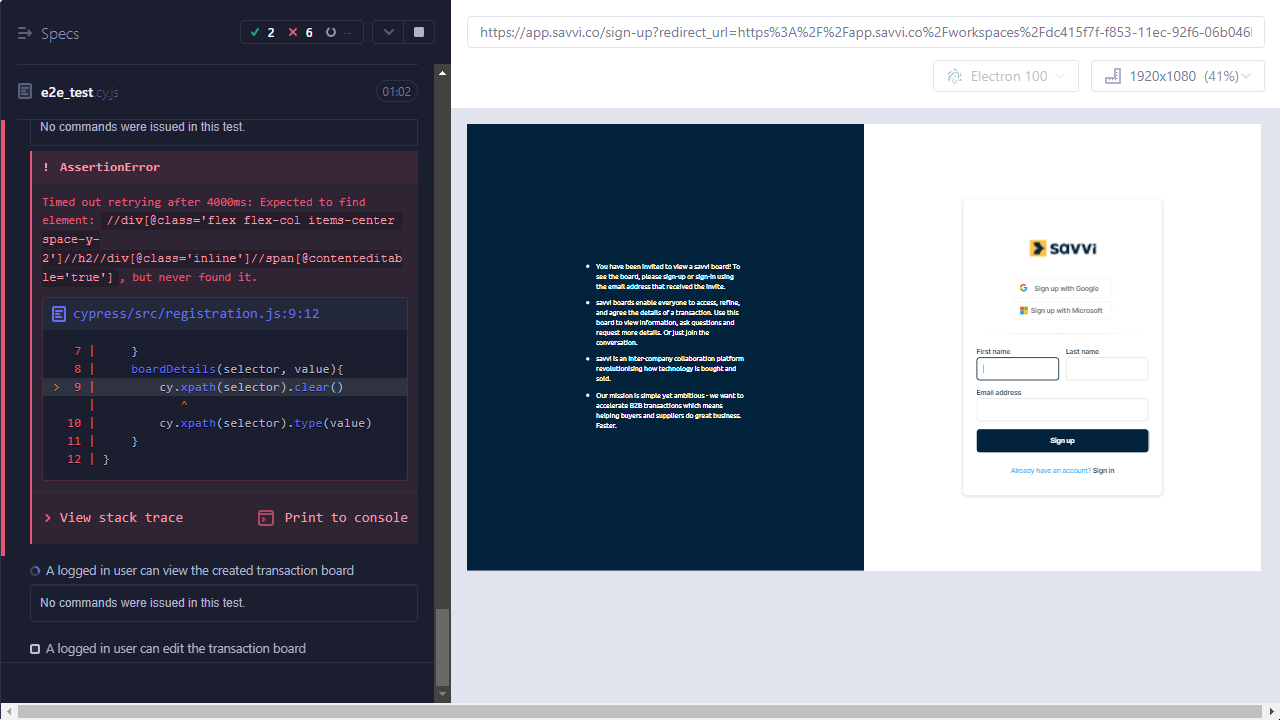 Specs
2
6
--
e2e_test.cy.js
01:02
No commands were issued in this test.
! AssertionError
Timed out retrying after 4000ms: Expected to find
element: //div[@class='flex flex-col items-center
space-y-
2']//h2//div[@class='inline']//span[@contenteditab
le='true'] , but never found it.
cypress/src/registration.js:9:12
7 | }
8 | boardDetails(selector, value){
> 9 | cy.xpath(selector).clear()
| ^
10 | cy.xpath(selector).type(value)
11 | }
12 | }
> View stack trace
Print to console
A logged in user can view the created transaction board
No commands were issued in this test.
A logged in user can edit the transaction board
https://app.savvi.co/sign-up?redirect_url=https%3A%2F%2Fapp.savvi.co%2Fworkspaces%2Fdc415f7f-f853-11ec-92f6-06b046
Electron 100
1920x1080 (41%)
• You have been invited to view a savvi board! To
see the board, please sign-up or sign-in using
the email address that received the invite.
• savvi boards enable everyone to access, refine,
and agree the details of a transaction. Use this
board to view information, ask questions and
request more details. Or just join the
conversation.
• savvi is an inter-company collaboration platform
revolutionising how technology is bought and
sold.
• Our mission is simple yet ambitious - we want to
accelerate B2B transactions which means
helping buyers and suppliers do great business.
Faster.
savvi
Sign up with Google
Sign up with Microsoft
First name
Last name
Email address
Sign up
Already have an account? Sign in